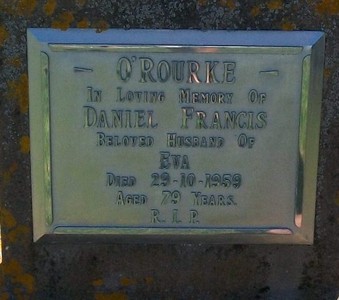 — O'ROURKE —
IN LOVING MEMORY OF
DANIEL FRANCIS
BELOVED HUSBAND OF
EVA
DIED 29-10-1959
AGED 79 YEARS.
R.I.P.